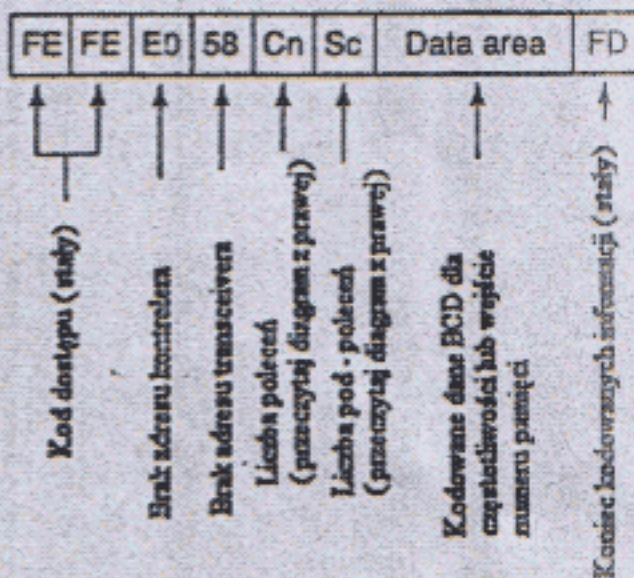 FE FE E0 58 Cn Sc Data area FD
Kod dostępu ( stały )
Brak adresu kontrolera
Brak adresu transceivera
Liczba poleceń
( przeczytaj diagram z prawej )
Liczba pod - poleceń
( przeczytaj diagram z prawej )
Kodowane dane BCD dla
częstotliwości lub wejście
numeru pamięci
Koniec kodowanych informacji ( stały )